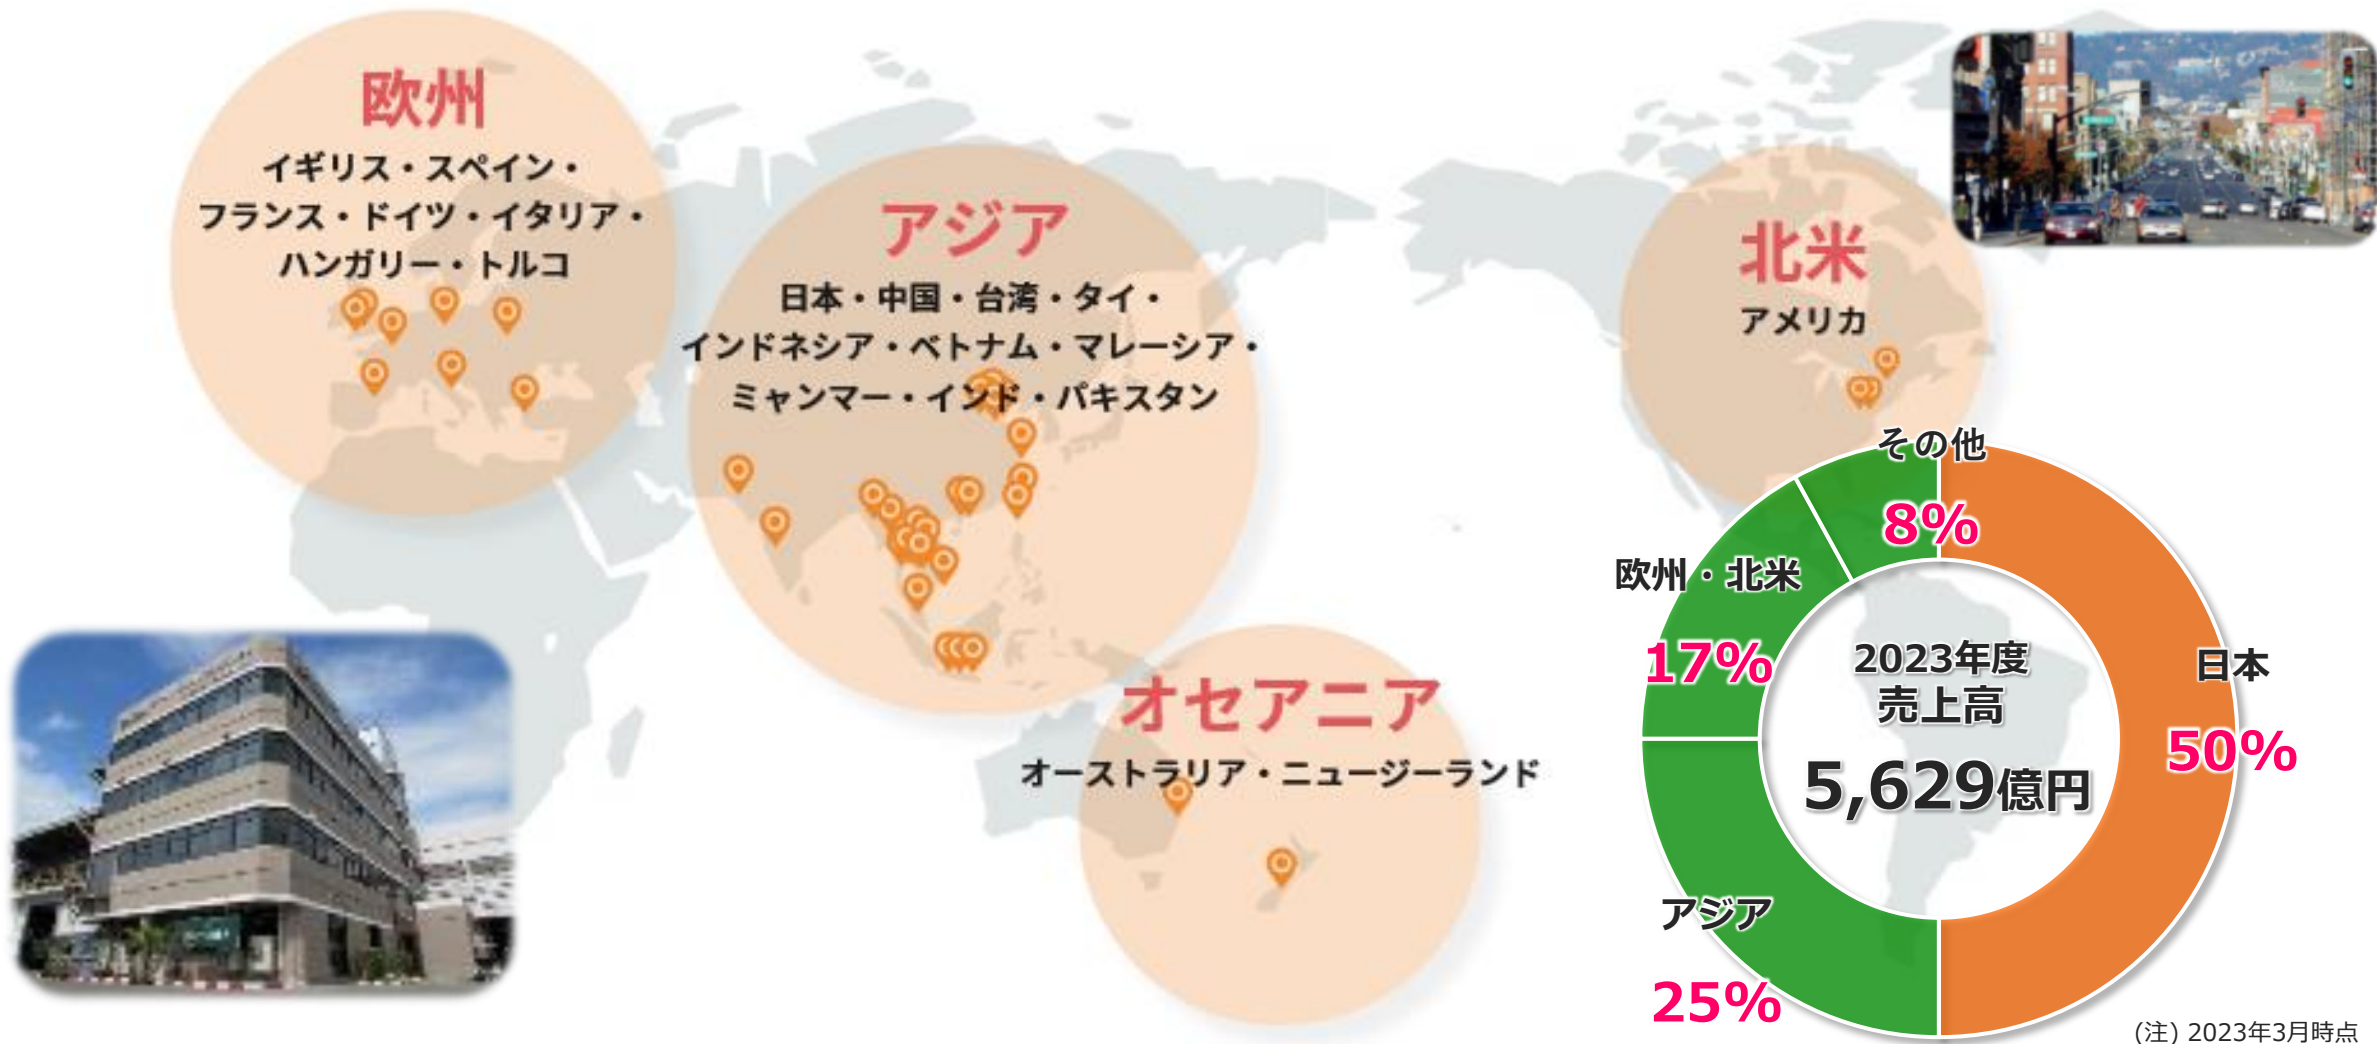 欧州
イギリス・スペイン・
フランス・ドイツ・イタリア・
ハンガリー・トルコ
アジア
日本・中国・台湾・タイ・
インドネシア・ベトナム・マレーシア・
ミャンマー・インド・パキスタン
北米
アメリカ
オセアニア
オーストラリア・ニュージーランド
その他
8%
欧州・北米
17%
2023年度
売上高
5,629億円
日本
50%
アジア
25%
(注) 2023年3月時点